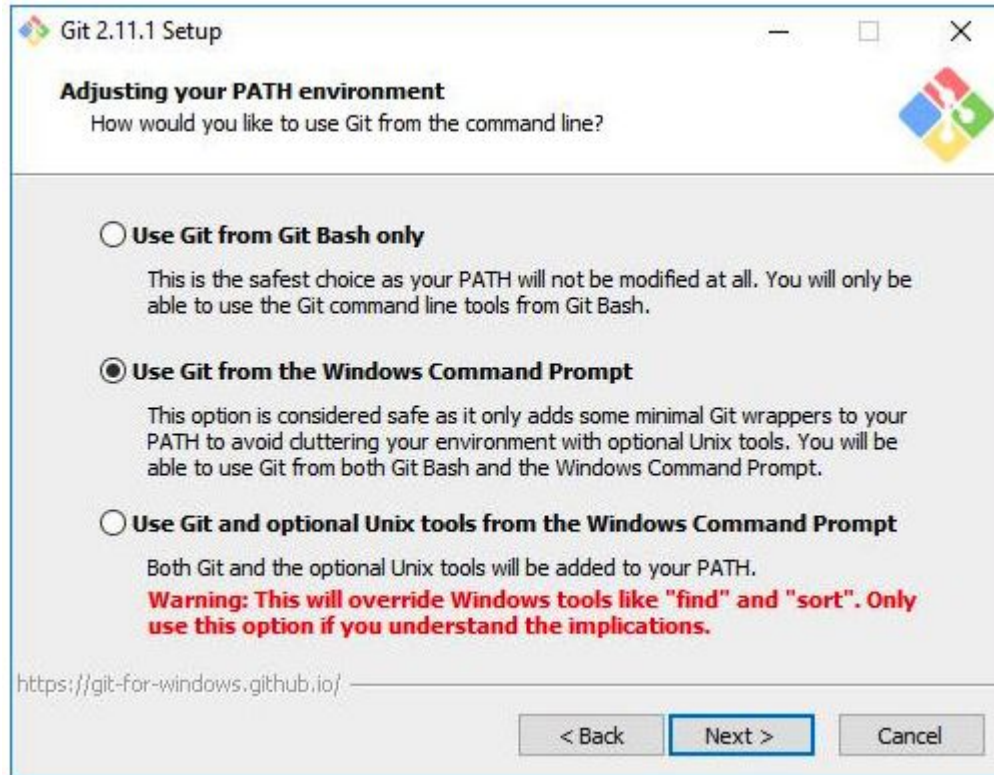 Git 2.11.1 Setup
Adjusting your PATH environment
How would you like to use Git from the command line?
Use Git from Git Bash only
This is the safest choice as your PATH will not be modified at all. You will only be
able to use the Git command line tools from Git Bash.
Use Git from the Windows Command Prompt
This option is considered safe as it only adds some minimal Git wrappers to your
PATH to avoid cluttering your environment with optional Unix tools. You will be
able to use Git from both Git Bash and the Windows Command Prompt.
Use Git and optional Unix tools from the Windows Command Prompt
Both Git and the optional Unix tools will be added to your PATH.
Warning: This will override Windows tools like "find" and "sort". Only
use this option if you understand the implications.
https://git-for-windows.github.io/
< Back Next > Cancel